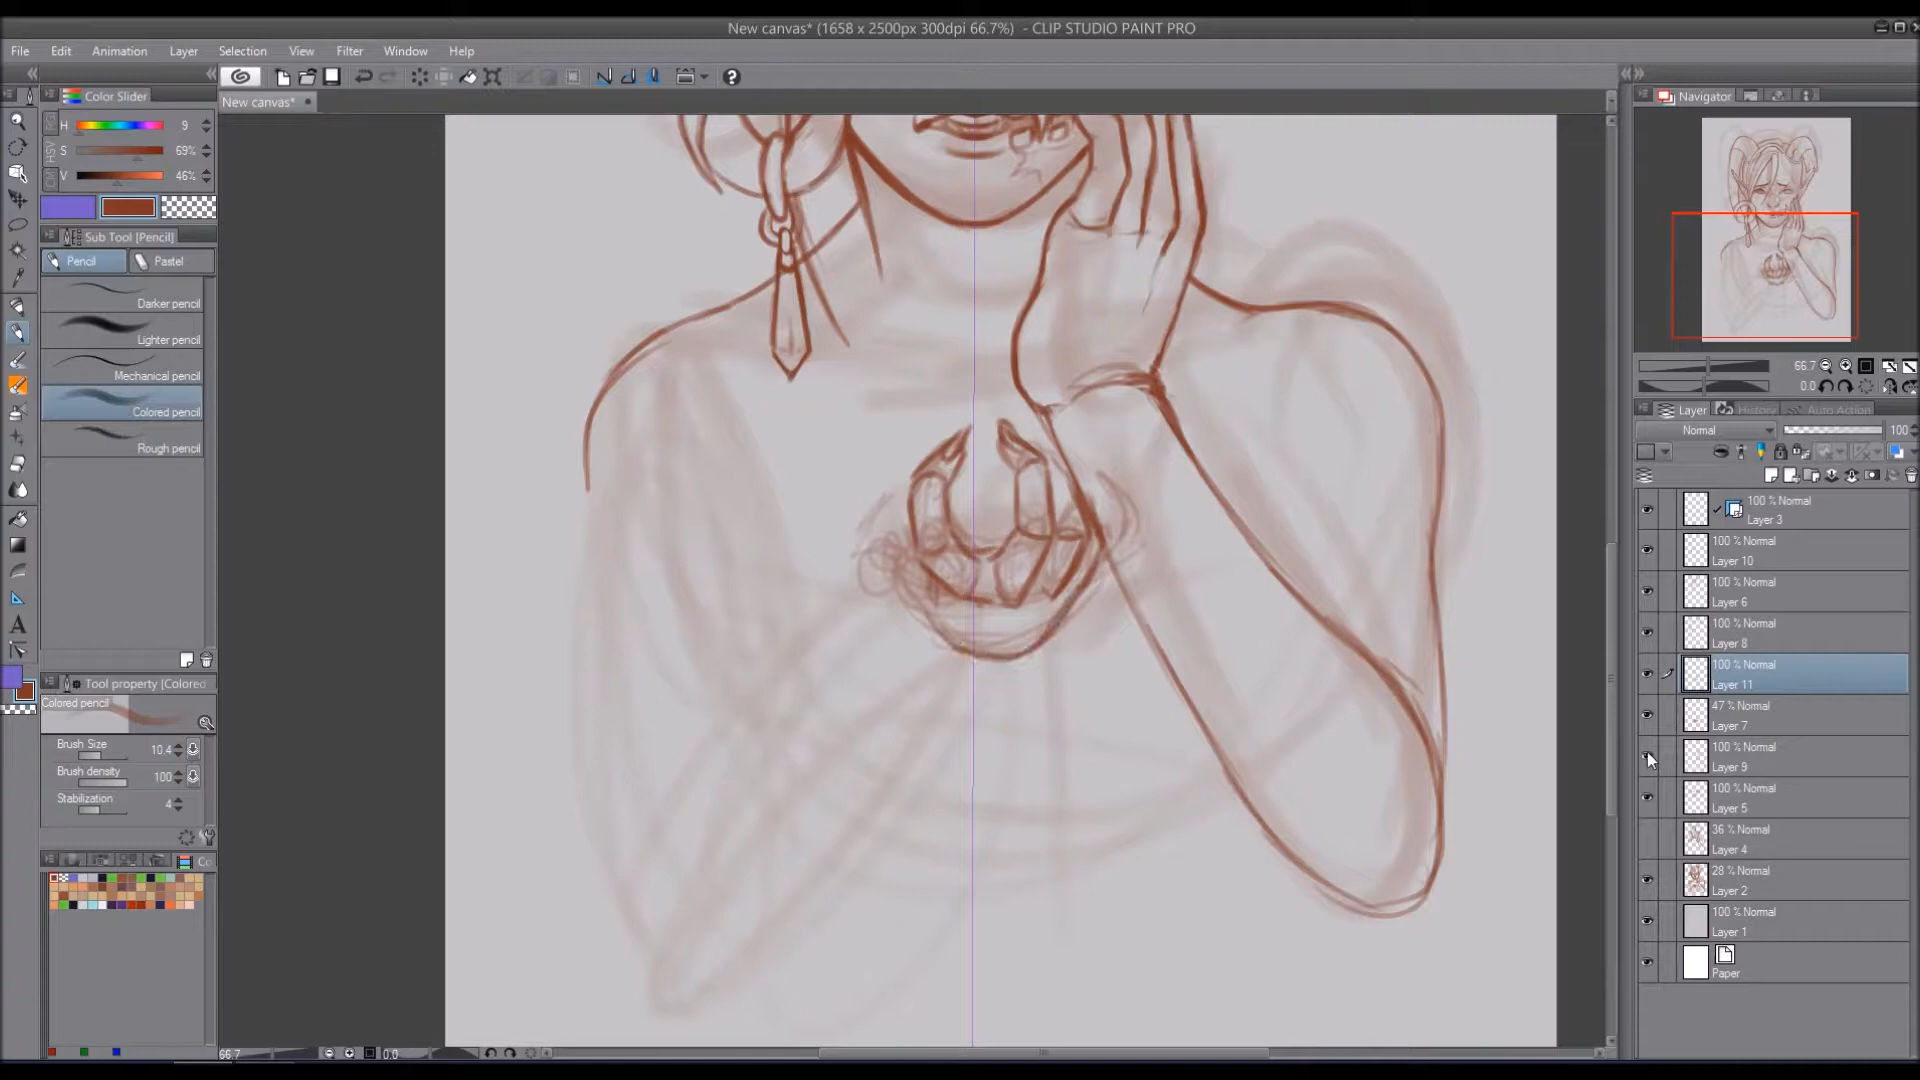 New canvas* (1658 x 2500px 300dpi 66.7%) - CLIP STUDIO PAINT PRO
File Edit Animation Layer Selection View Filter Window Help
Color Slider
New canvas*
Navigator
H 9
S 69%
V 46%
HSV
Sub Tool [Pencil]
Pencil Pastel
Darker pencil
Lighter pencil
Mechanical pencil
Colored pencil
Rough pencil
A
Tool property [Colored
Colored pencil
Brush Size 10.4
Brush density 100
Stabilization 4
Co
66.7 0.0
66.7
0.0
Layer History Auto Action
Normal 100
100 % Normal
Layer 3
100 % Normal
Layer 10
100 % Normal
Layer 6
100 % Normal
Layer 8
100 % Normal
Layer 11
47 % Normal
Layer 7
100 % Normal
Layer 9
100 % Normal
Layer 5
36 % Normal
Layer 4
28 % Normal
Layer 2
100 % Normal
Layer 1
Paper